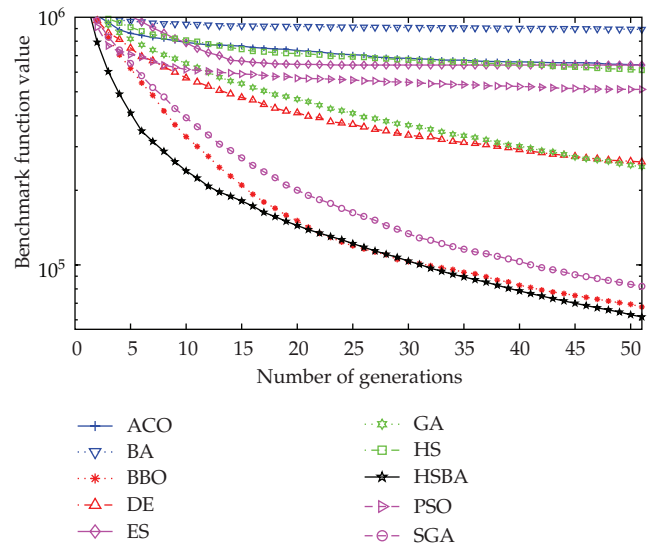 Benchmark function value
10^6
10^5
0 5 10 15 20 25 30 35 40 45 50
Number of generations
ACO
BA
BBO
DE
ES
GA
HS
HSBA
PSO
SGA